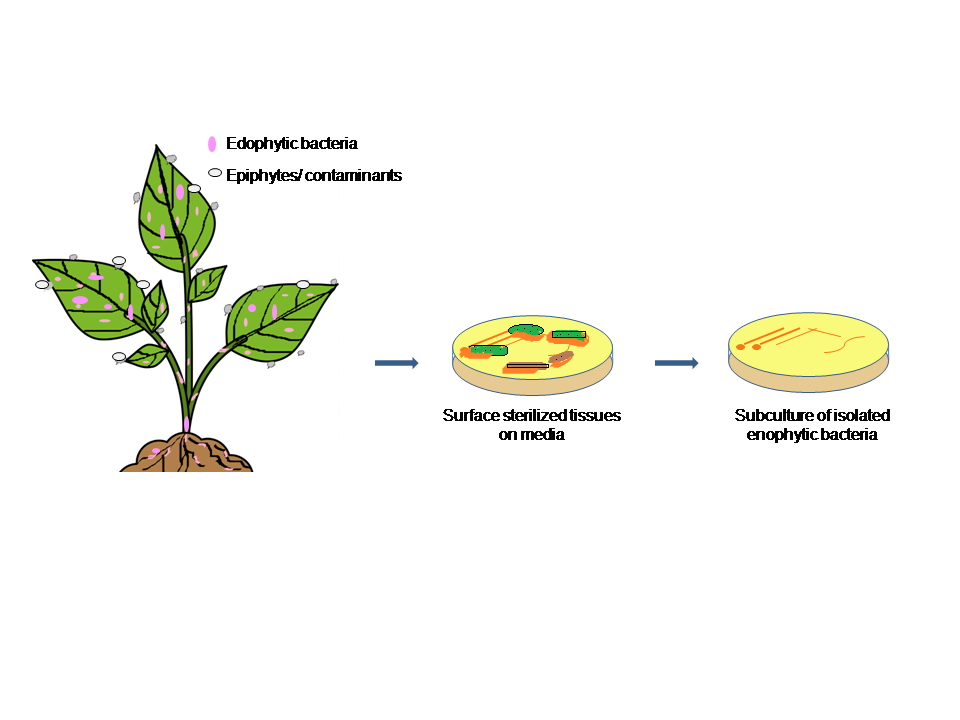 Edophytic bacteria
Epiphytes/ contaminants
Surface sterilized tissues
on media
Subculture of isolated
enophytic bacteria